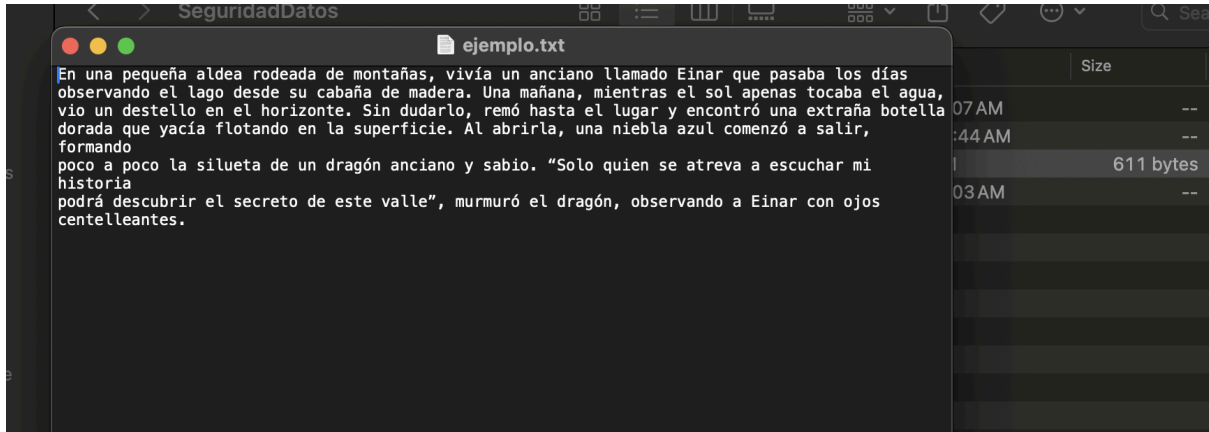 SeguridadDatos
Sea
ejemplo.txt
Size
En una pequeña aldea rodeada de montañas, vivía un anciano llamado Einar que pasaba los días
observando el lago desde su cabaña de madera. Una mañana, mientras el sol apenas tocaba el agua,
vio un destello en el horizonte. Sin dudarlo, remó hasta el lugar y encontró una extraña botella
dorada que yacía flotando en la superficie. Al abrirla, una niebla azul comenzó a salir,
formando
poco a poco la silueta de un dragón anciano y sabio. “Solo quien se atreva a escuchar mi
historia
podrá descubrir el secreto de este valle”, murmuró el dragón, observando a Einar con ojos
centelleantes.
07 AM --
:44 AM --
611 bytes
03 AM --